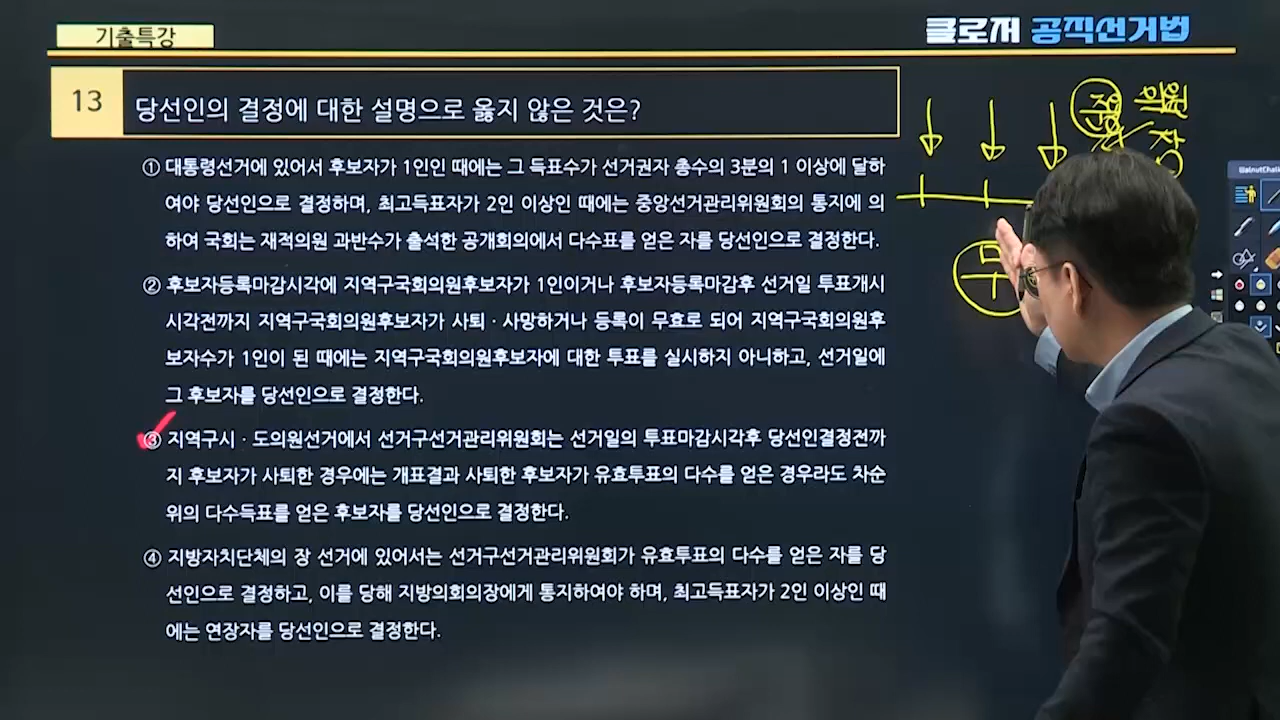 기출특강
클로저 공직선거법
13
당선인의 결정에 대한 설명으로 옳지 않은 것은?
① 대통령선거에 있어서 후보자가 1인인 때에는 그 득표수가 선거권자 총수의 3분의 1 이상에 달하
여야 당선인으로 결정하며, 최고득표자가 2인 이상인 때에는 중앙선거관리위원회의 통지에 의
하여 국회는 재적의원 과반수가 출석한 공개회의에서 다수표를 얻은 자를 당선인으로 결정한다.
② 후보자등록마감시각에 지역구국회의원후보자가 1인이거나 후보자등록마감후 선거일 투표개시
시각전까지 지역구국회의원후보자가 사퇴·사망하거나 등록이 무효로 되어 지역구국회의원후
보자수가 1인이 된 때에는 지역구국회의원후보자에 대한 투표를 실시하지 아니하고, 선거일에
그 후보자를 당선인으로 결정한다.
③ 지역구시·도의원선거에서 선거구선거관리위원회는 선거일의 투표마감시각후 당선인결정전까
지 후보자가 사퇴한 경우에는 개표결과 사퇴한 후보자가 유효투표의 다수를 얻은 경우라도 차순
위의 다수득표를 얻은 후보자를 당선인으로 결정한다.
④ 지방자치단체의 장 선거에 있어서는 선거구선거관리위원회가 유효투표의 다수를 얻은 자를 당
선인으로 결정하고, 이를 당해 지방의회의장에게 통지하여야 하며, 최고득표자가 2인 이상인 때
에는 연장자를 당선인으로 결정한다.
무